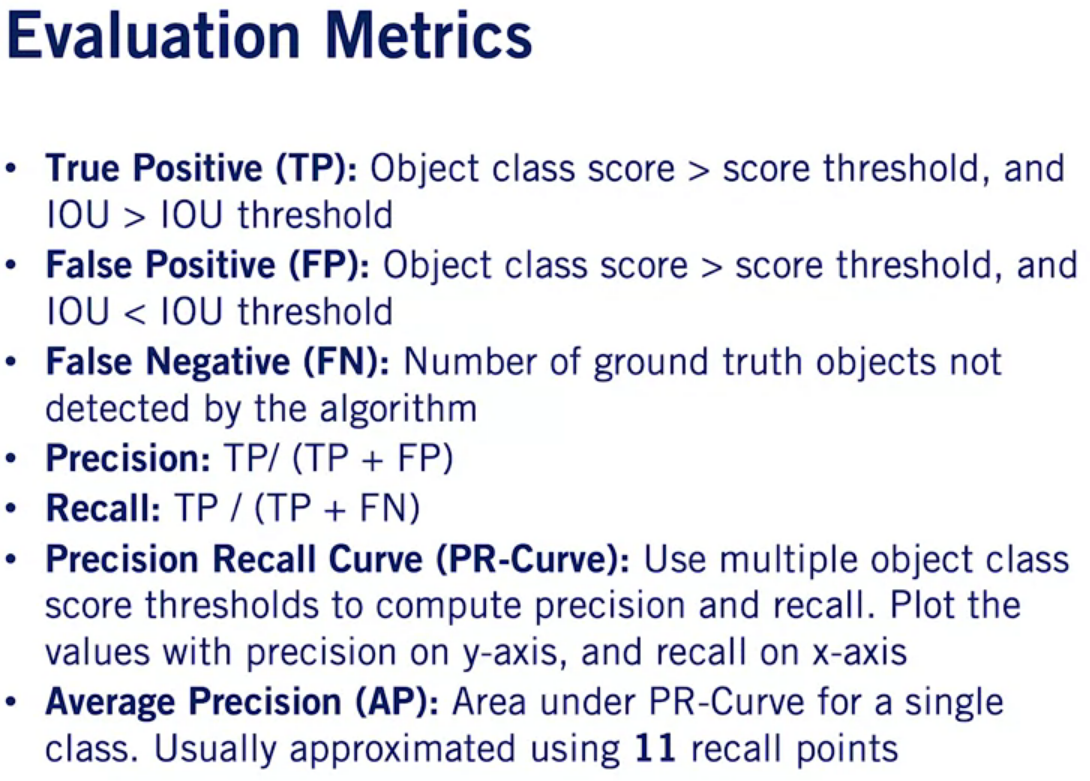 Evaluation Metrics
• True Positive (TP): Object class score > score threshold, and
IOU > IOU threshold
• False Positive (FP): Object class score > score threshold, and
IOU < IOU threshold
• False Negative (FN): Number of ground truth objects not
detected by the algorithm
• Precision: TP/ (TP + FP)
• Recall: TP / (TP + FN)
• Precision Recall Curve (PR-Curve): Use multiple object class
score thresholds to compute precision and recall. Plot the
values with precision on y-axis, and recall on x-axis
• Average Precision (AP): Area under PR-Curve for a single
class. Usually approximated using 11 recall points